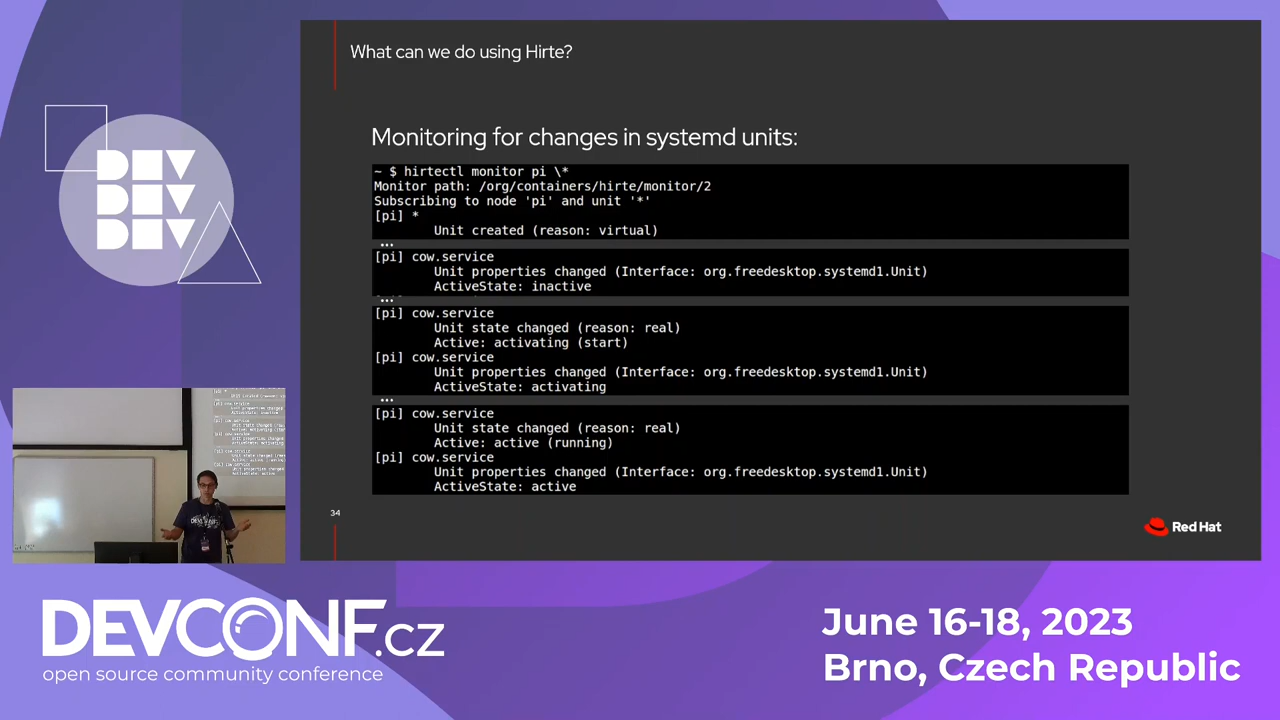 What can we do using Hirte?
DEV
DEV
DEV
Monitoring for changes in systemd units:
~ $ hirtectl monitor pi \*
Monitor path: /org/containers/hirte/monitor/2
Subscribing to node 'pi' and unit '*'
[pi] *
Unit created (reason: virtual)
...
[pi] cow.service
Unit properties changed (Interface: org.freedesktop.systemd1.Unit)
ActiveState: inactive
...
[pi] cow.service
Unit state changed (reason: real)
Active: activating (start)
[pi] cow.service
Unit properties changed (Interface: org.freedesktop.systemd1.Unit)
ActiveState: activating
...
[pi] cow.service
Unit state changed (reason: real)
Active: active (running)
[pi] cow.service
Unit properties changed (Interface: org.freedesktop.systemd1.Unit)
ActiveState: active
34
Red Hat
DEVCONF.cz
open source community conference
June 16-18, 2023
Brno, Czech Republic